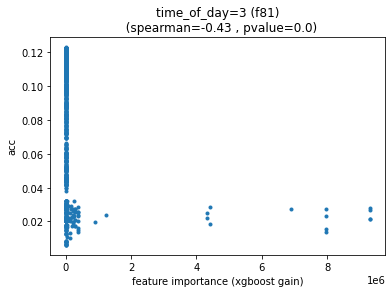 time_of_day=3 (f81)
(spearman=-0.43 , pvalue=0.0)
0.12
0.10
0.08
0.06
0.04
0.02
acc
0 2 4 6 8
1e6
feature importance (xgboost gain)